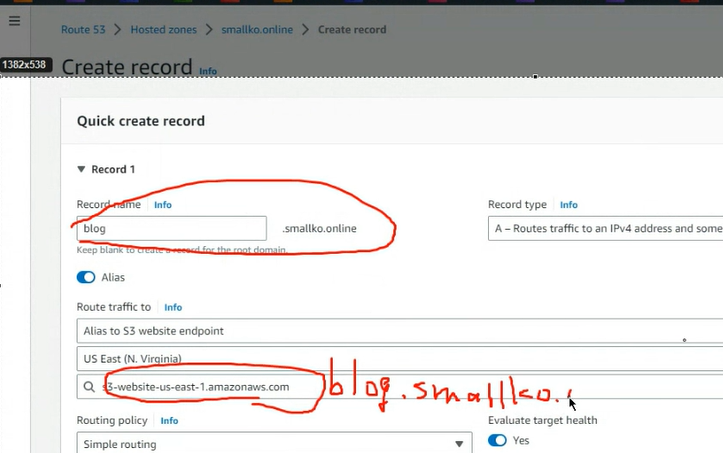 Route 53 > Hosted zones > smallko.online > Create record
1382x538
Create record Info
Quick create record
Record 1
Record name Info
Record type Info
blog .smallko.online
A – Routes traffic to an IPv4 address and some
Keep blank to create a record for the root domain.
Alias
Route traffic to Info
Alias to S3 website endpoint
US East (N. Virginia)
s3-website-us-east-1.amazonaws.com
blog.smallko.
Routing policy Info
Evaluate target health
Simple routing
Yes